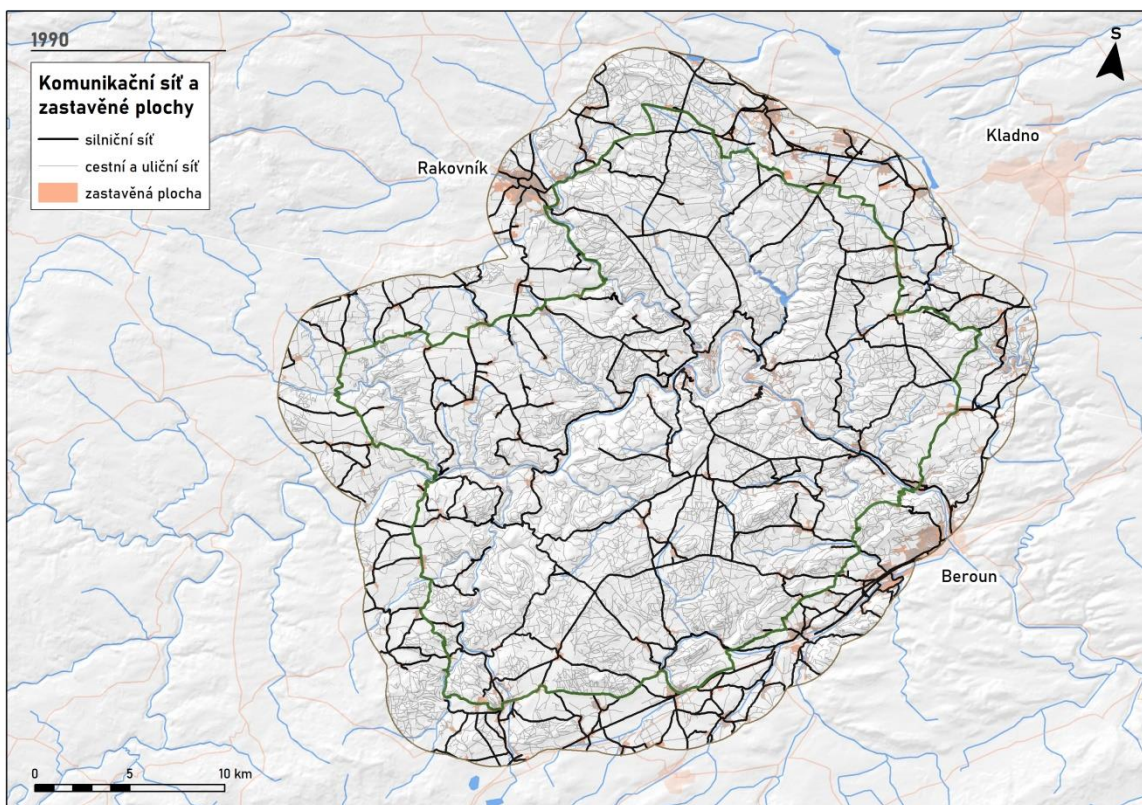 1990
Komunikační síť a
zastavěné plochy
silniční síť
cestní a uliční síť
zastavěná plocha
S
Kladno
Rakovník
Beroun
0 5 10 km